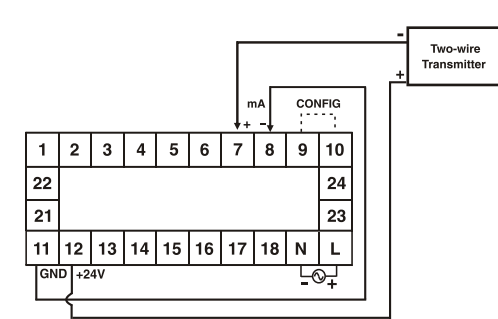 -
Two-wire
Transmitter
+
mA
CONFIG
+ -
1 2 3 4 5 6 7 8 9 10
22 24
21 23
11 12 13 14 15 16 17 18 N L
GND +24V
- +